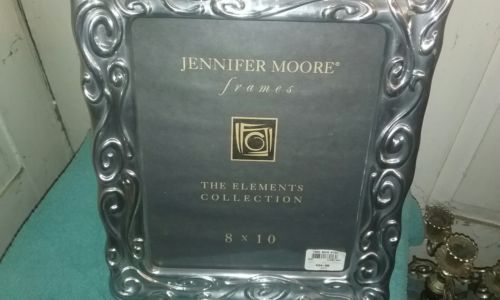 JENNIFER MOORE®
frames
THE ELEMENTS
COLLECTION
8 X 10